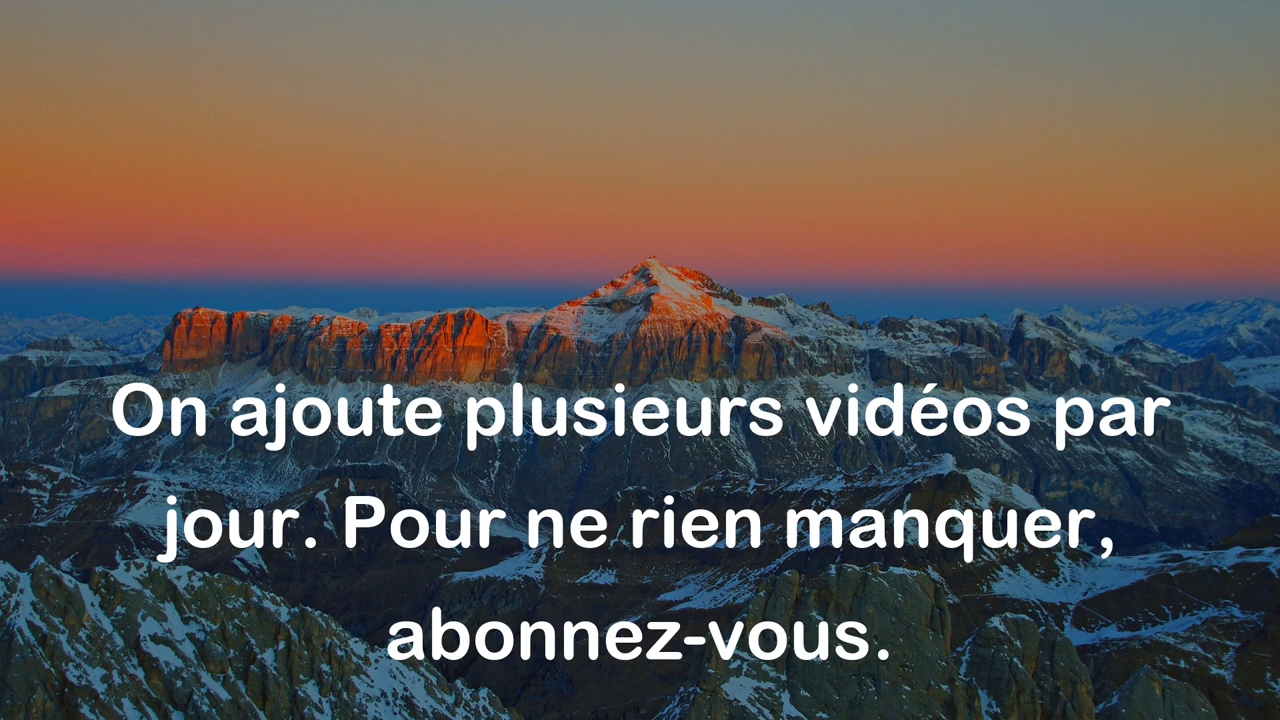 On ajoute plusieurs vidéos par
jour. Pour ne rien manquer,
abonnez-vous.